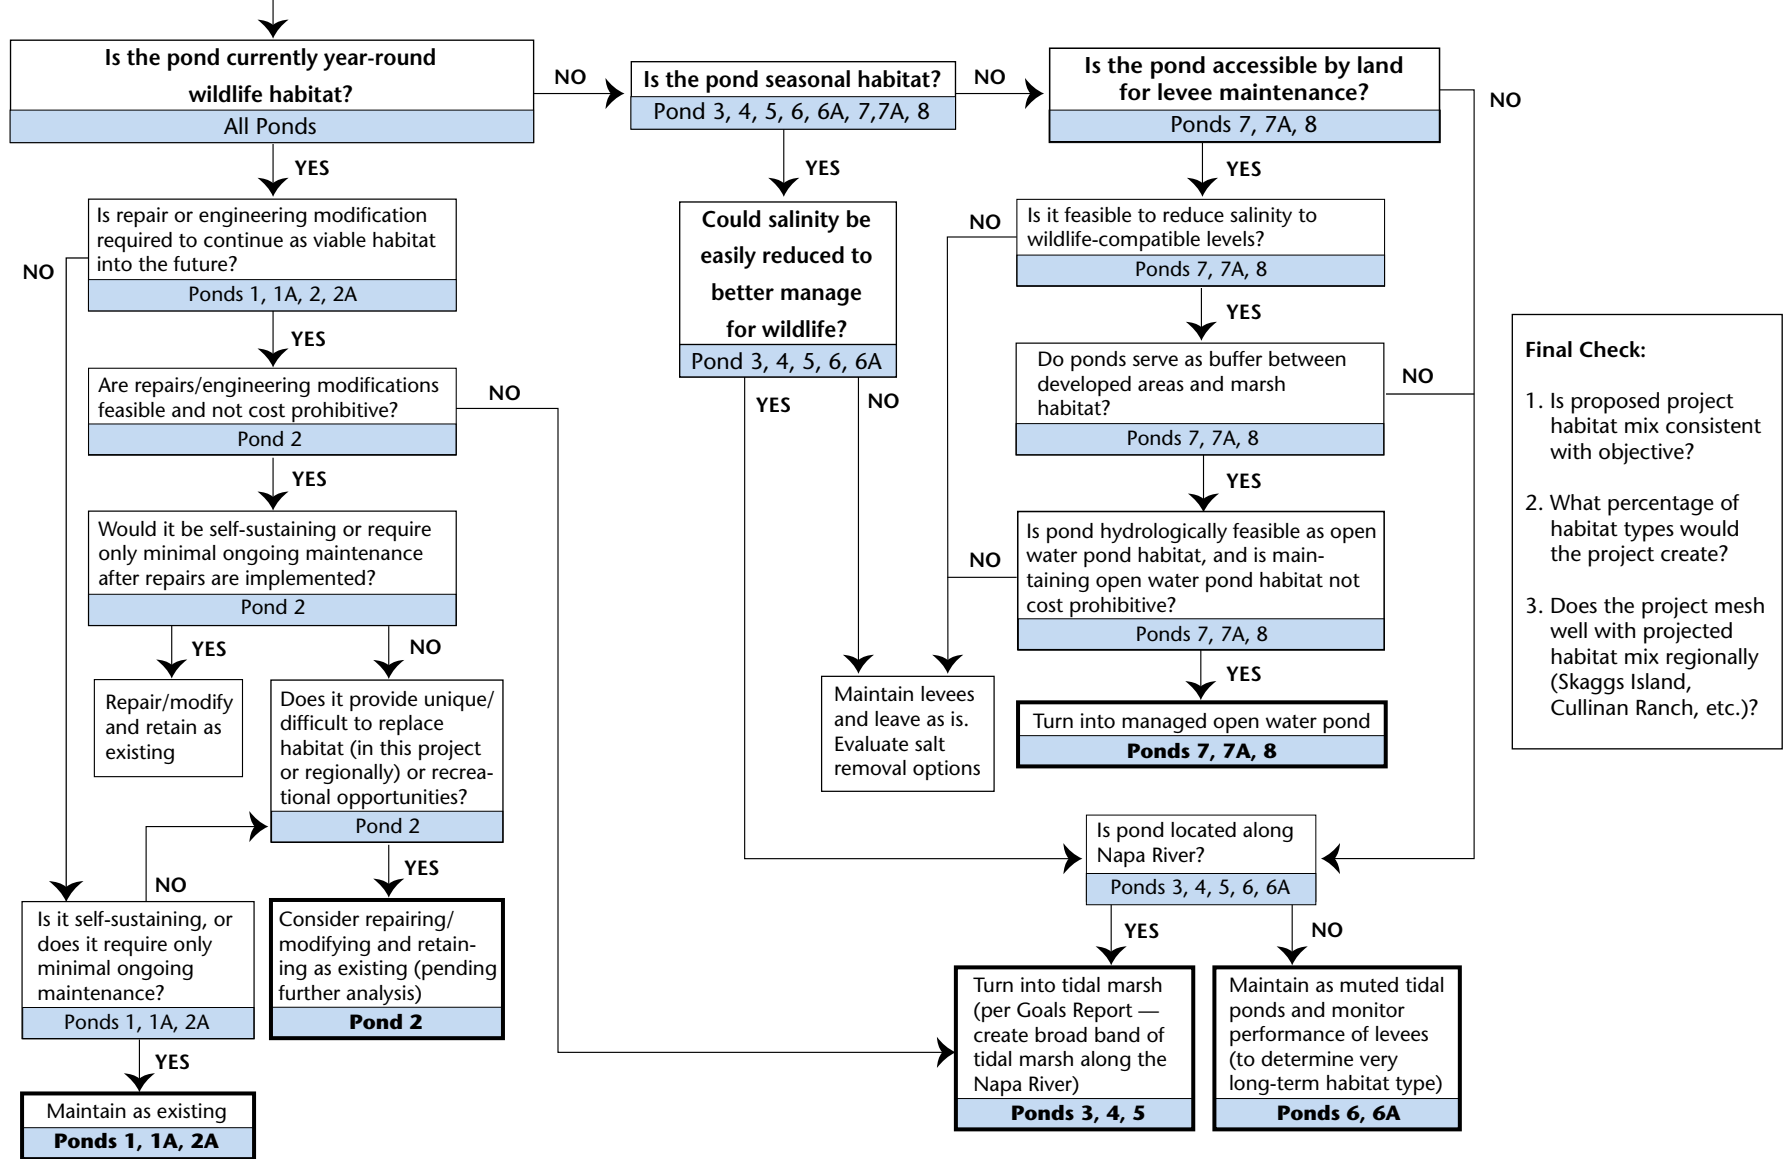 Is the pond currently year-round
wildlife habitat?
All Ponds
NO
Is the pond seasonal habitat?
Pond 3, 4, 5, 6, 6A, 7,7A, 8
NO
Is the pond accessible by land
for levee maintenance?
Ponds 7, 7A, 8
NO
YES
Is repair or engineering modification
required to continue as viable habitat
into the future?
Ponds 1, 1A, 2, 2A
NO
YES
Are repairs/engineering modifications
feasible and not cost prohibitive?
Pond 2
NO
YES
Would it be self-sustaining or require
only minimal ongoing maintenance
after repairs are implemented?
Pond 2
YES
NO
Repair/modify
and retain as
existing
Does it provide unique/
difficult to replace
habitat (in this project
or regionally) or recrea-
tional opportunities?
Pond 2
YES
NO
Is it self-sustaining, or
does it require only
minimal ongoing
maintenance?
Ponds 1, 1A, 2A
Consider repairing/
modifying and retain-
ing as existing (pending
further analysis)
Pond 2
YES
Maintain as existing
Ponds 1, 1A, 2A
YES
Could salinity be
easily reduced to
better manage
for wildlife?
Pond 3, 4, 5, 6, 6A
YES
NO
Maintain levees
and leave as is.
Evaluate salt
removal options
YES
Is it feasible to reduce salinity to
wildlife-compatible levels?
Ponds 7, 7A, 8
NO
YES
Do ponds serve as buffer between
developed areas and marsh
habitat?
Ponds 7, 7A, 8
NO
YES
Is pond hydrologically feasible as open
water pond habitat, and is main-
taining open water pond habitat not
cost prohibitive?
Ponds 7, 7A, 8
NO
YES
Turn into managed open water pond
Ponds 7, 7A, 8
Is pond located along
Napa River?
Ponds 3, 4, 5, 6, 6A
YES
NO
Turn into tidal marsh
(per Goals Report —
create broad band of
tidal marsh along the
Napa River)
Ponds 3, 4, 5
Maintain as muted tidal
ponds and monitor
performance of levees
(to determine very
long-term habitat type)
Ponds 6, 6A
Final Check:
1. Is proposed project
habitat mix consistent
with objective?
2. What percentage of
habitat types would
the project create?
3. Does the project mesh
well with projected
habitat mix regionally
(Skaggs Island,
Cullinan Ranch, etc.)?